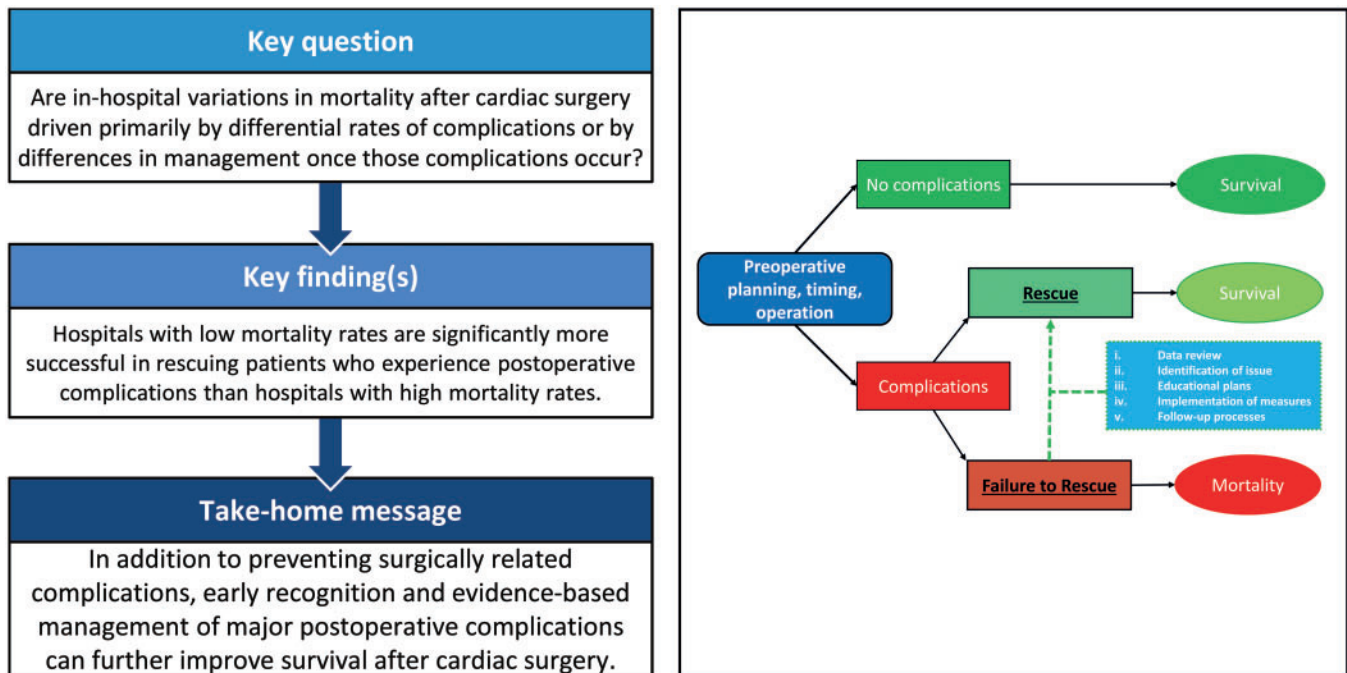 Key question
Are in-hospital variations in mortality after cardiac surgery
driven primarily by differential rates of complications or by
differences in management once those complications occur?
Key finding(s)
Hospitals with low mortality rates are significantly more
successful in rescuing patients who experience postoperative
complications than hospitals with high mortality rates.
Take-home message
In addition to preventing surgically related
complications, early recognition and evidence-based
management of major postoperative complications
can further improve survival after cardiac surgery.
No complications
Survival
Preoperative
planning, timing,
operation
Rescue
Survival
Complications
i. Data review
ii. Identification of issue
iii. Educational plans
iv. Implementation of measures
v. Follow-up processes
Failure to Rescue
Mortality